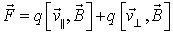 F⃗ = q[v⃗∥, B⃗] + q[v⃗⊥, B⃗]